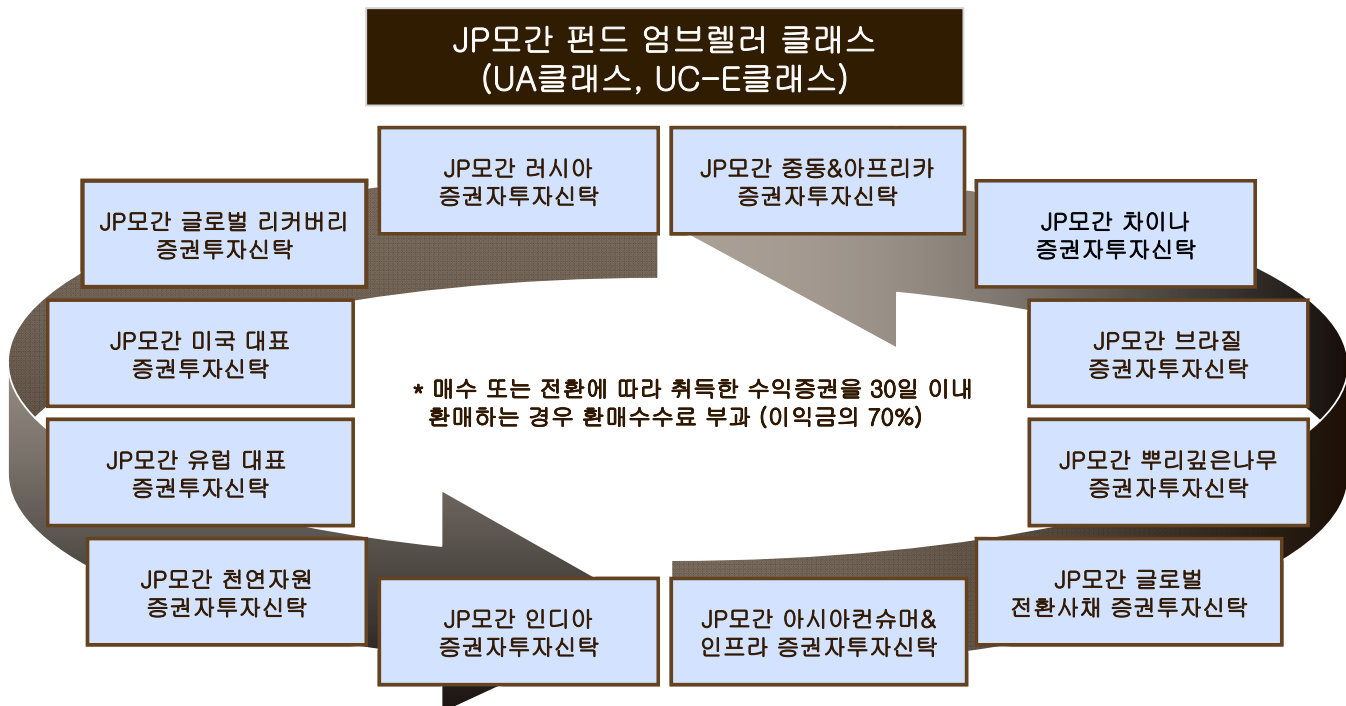 JP모간 펀드 엄브렐러 클래스
(UA클래스, UC-E클래스)
JP모간 러시아
증권자투자신탁
JP모간 중동&아프리카
증권자투자신탁
JP모간 글로벌 리커버리
증권투자신탁
JP모간 차이나
증권자투자신탁
JP모간 미국 대표
증권투자신탁
JP모간 브라질
증권자투자신탁
* 매수 또는 전환에 따라 취득한 수익증권을 30일 이내
환매하는 경우 환매수수료 부과 (이익금의 70%)
JP모간 유럽 대표
증권투자신탁
JP모간 뿌리깊은나무
증권자투자신탁
JP모간 천연자원
증권자투자신탁
JP모간 글로벌
전환사채 증권투자신탁
JP모간 인디아
증권자투자신탁
JP모간 아시아컨슈머&
인프라 증권자투자신탁